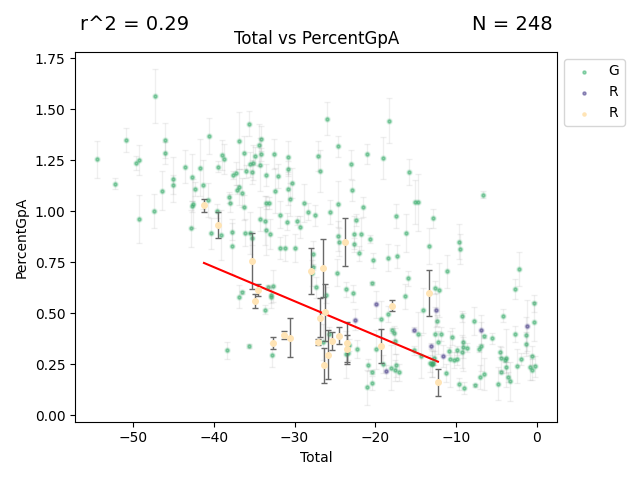 r^2 = 0.29
N = 248
Total vs PercentGpA
1.75
1.50
1.25
1.00
0.75
0.50
0.25
0.00
PercentGpA
−50
−40
−30
−20
−10
0
Total
G
R
R